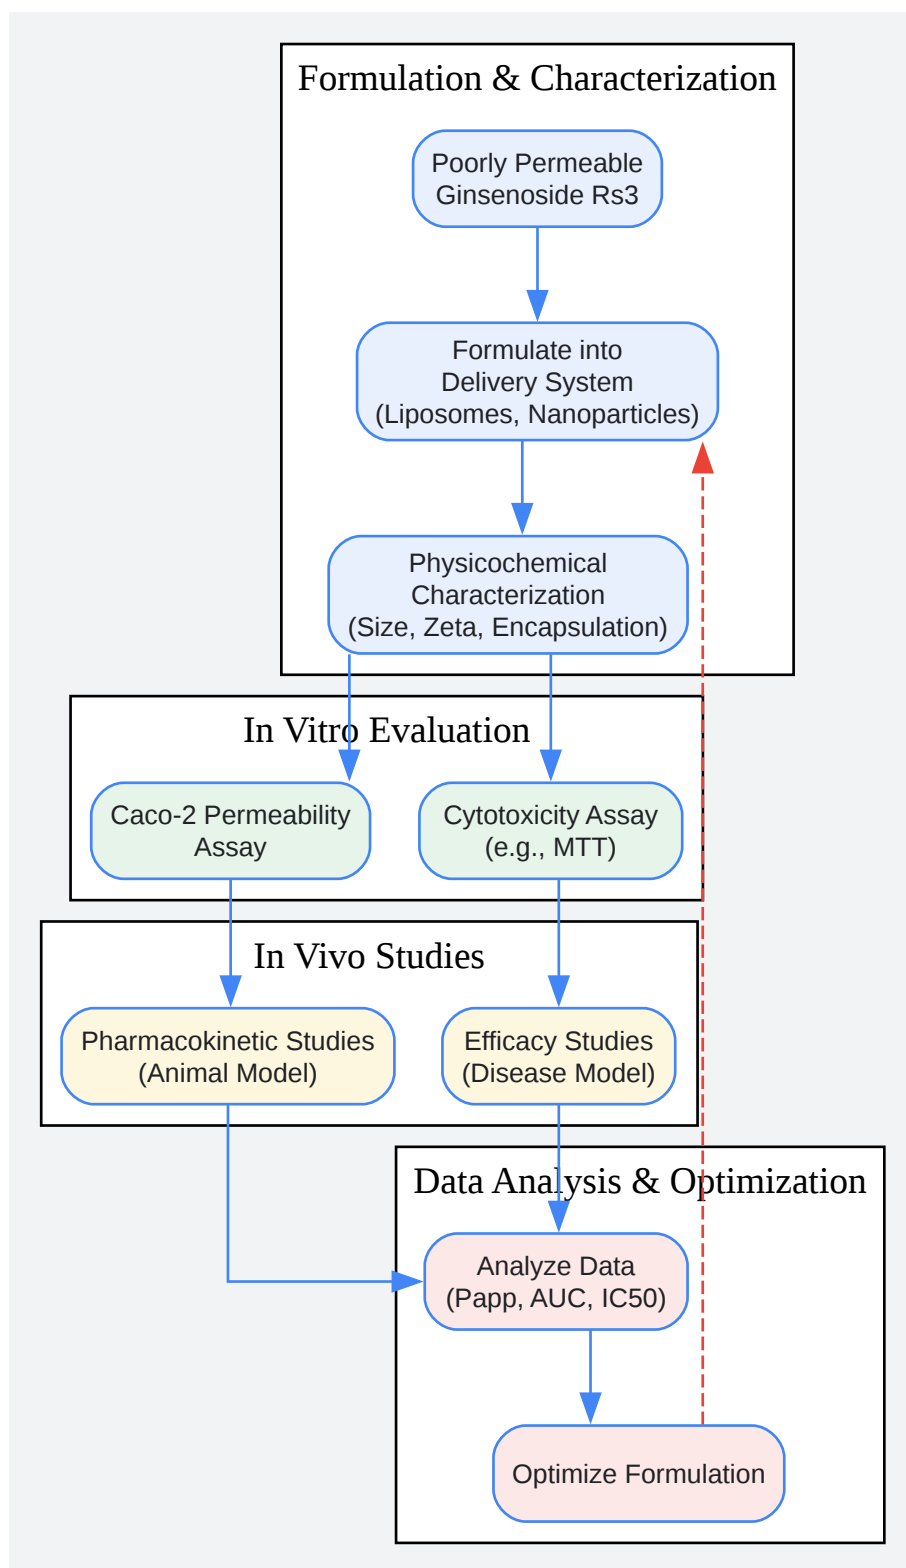 Formulation & Characterization
Poorly Permeable
Ginsenoside Rs3
Formulate into
Delivery System
(Liposomes, Nanoparticles)
Physicochemical
Characterization
(Size, Zeta, Encapsulation)
In Vitro Evaluation
Caco-2 Permeability
Assay
Cytotoxicity Assay
(e.g., MTT)
In Vivo Studies
Pharmacokinetic Studies
(Animal Model)
Efficacy Studies
(Disease Model)
Data Analysis & Optimization
Analyze Data
(Papp, AUC, IC50)
Optimize Formulation